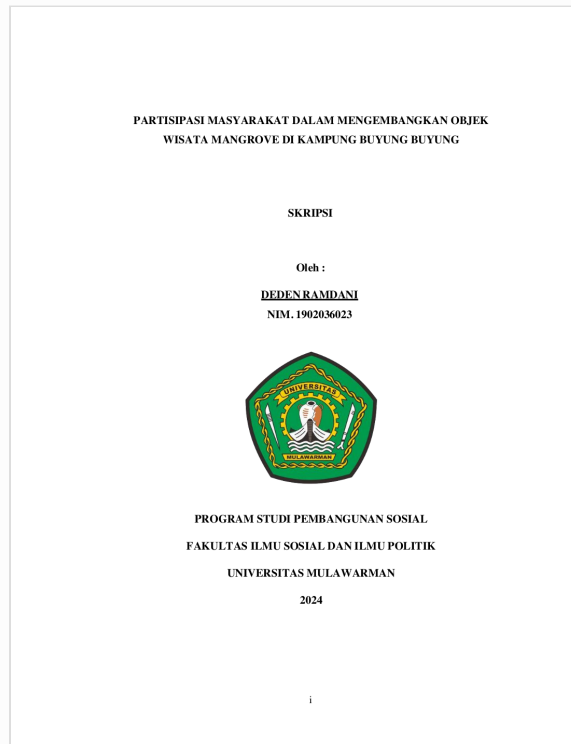 PARTISIPASI MASYARAKAT DALAM MENGEMBANGKAN OBJEK
WISATA MANGROVE DI KAMPUNG BUYUNG BUYUNG
SKRIPSI
Oleh :
DEDEN RAMDANI
NIM. 1902036023
UNIVERSITAS
MULAWARMAN
PROGRAM STUDI PEMBANGUNAN SOSIAL
FAKULTAS ILMU SOSIAL DAN ILMU POLITIK
UNIVERSITAS MULAWARMAN
2024
i